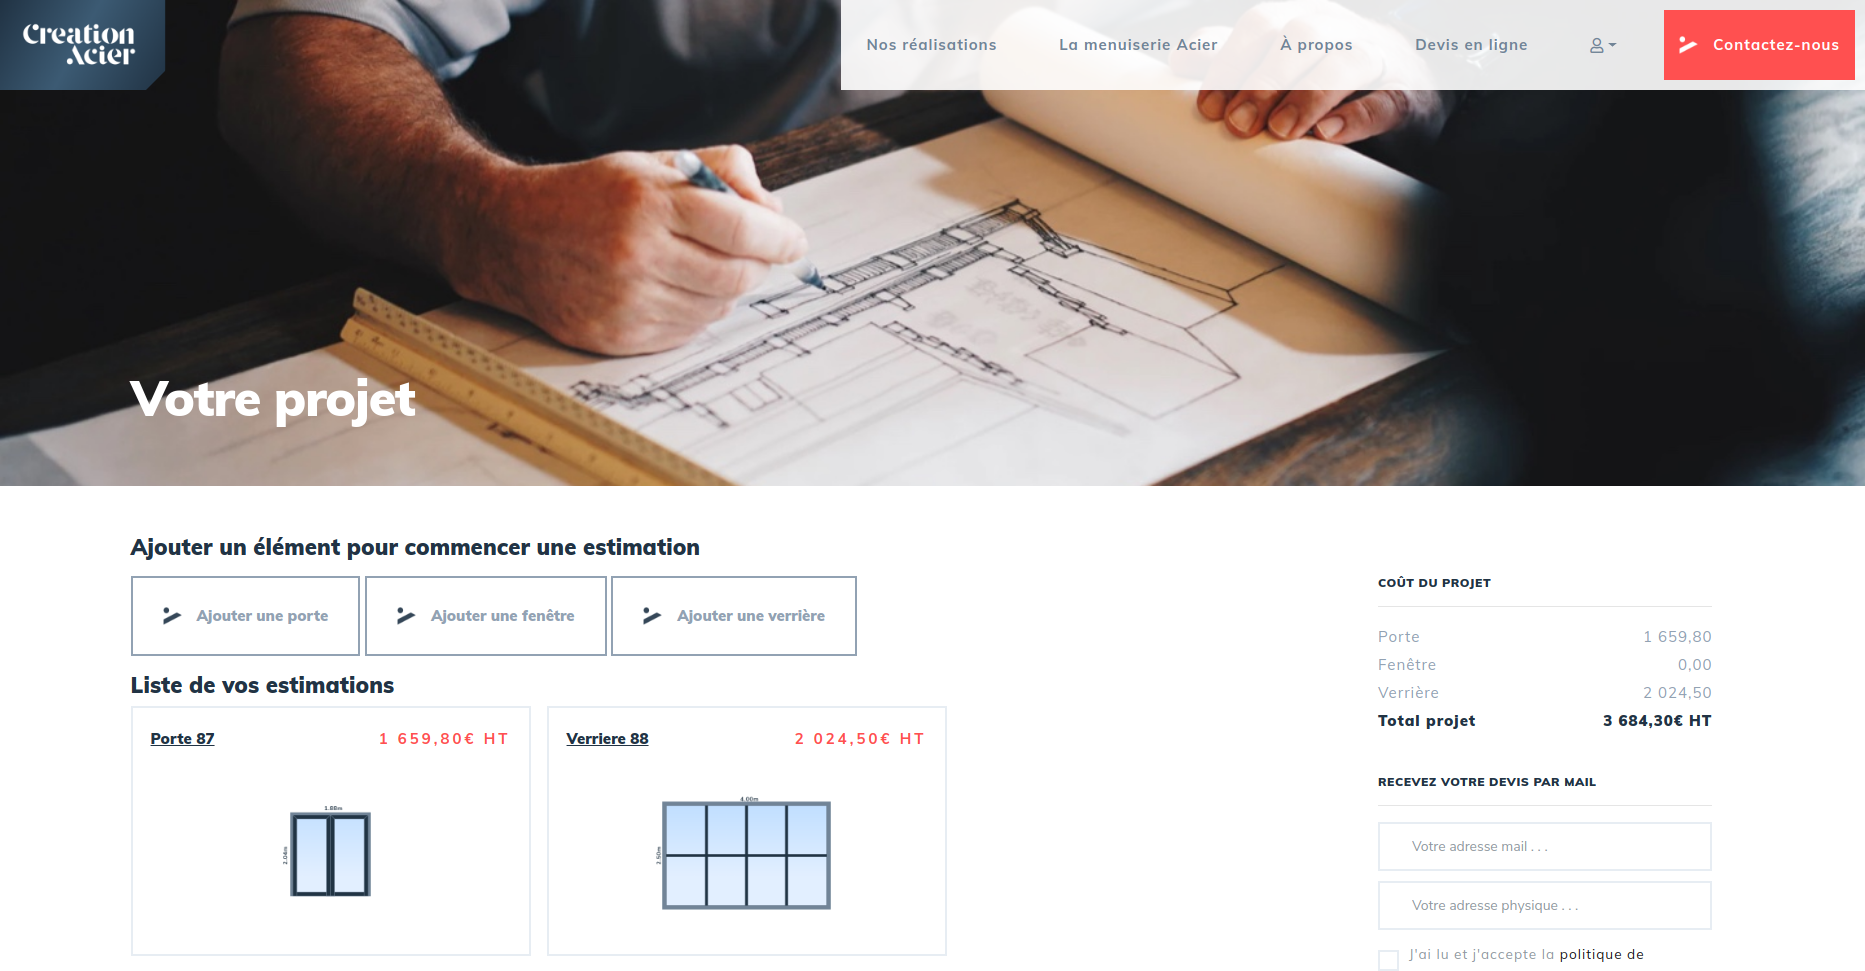 Creation
Acier
Nos réalisations
La menuiserie Acier
À propos
Devis en ligne
Contactez-nous
Votre projet
Ajouter un élément pour commencer une estimation
Ajouter une porte
Ajouter une fenêtre
Ajouter une verrière
Liste de vos estimations
Porte 87
1 659,80€ HT
1.88m
2.04m
Verriere 88
2 024,50€ HT
4.00m
2.50m
COÛT DU PROJET
Porte 1 659,80
Fenêtre 0,00
Verrière 2 024,50
Total projet 3 684,30€ HT
RECEVEZ VOTRE DEVIS PAR MAIL
Votre adresse mail . . .
Votre adresse physique . . .
J'ai lu et j'accepte la politique de